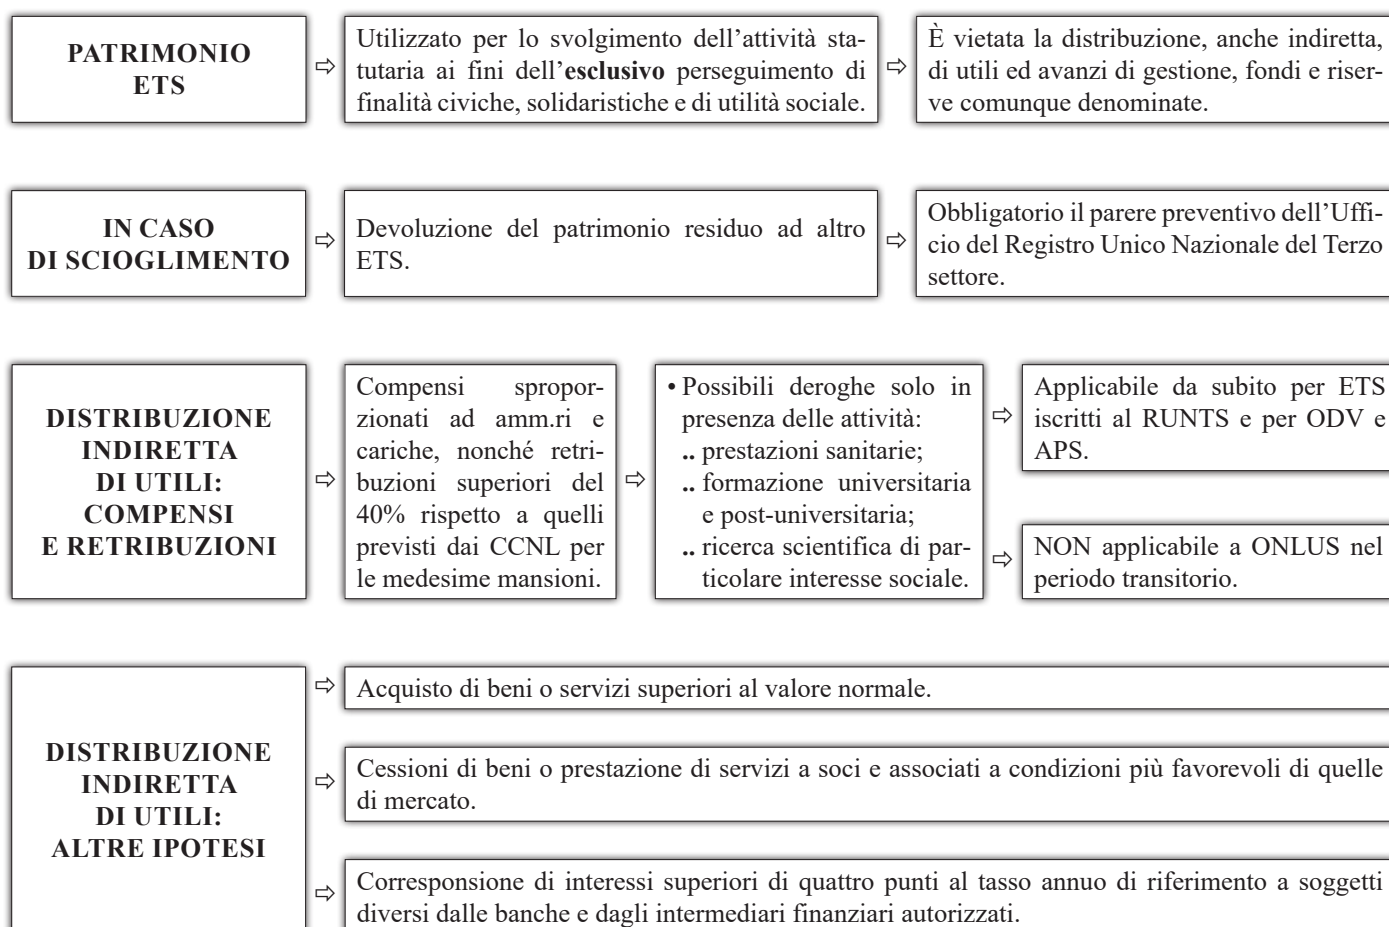 PATRIMONIO
ETS
⇨
Utilizzato per lo svolgimento dell’attività sta-
tutaria ai fini dell’esclusivo perseguimento di
finalità civiche, solidaristiche e di utilità sociale.
⇨
È vietata la distribuzione, anche indiretta,
di utili ed avanzi di gestione, fondi e riser-
ve comunque denominate.
IN CASO
DI SCIOGLIMENTO
⇨
Devoluzione del patrimonio residuo ad altro
ETS.
⇨
Obbligatorio il parere preventivo dell’Uffi-
cio del Registro Unico Nazionale del Terzo
settore.
DISTRIBUZIONE
INDIRETTA
DI UTILI:
COMPENSI
E RETRIBUZIONI
⇨
Compensi spropor-
zionati ad amm.ri e
cariche, nonché retri-
buzioni superiori del
40% rispetto a quelli
previsti dai CCNL per
le medesime mansioni.
⇨
• Possibili deroghe solo in
presenza delle attività:
.. prestazioni sanitarie;
.. formazione universitaria
e post-universitaria;
.. ricerca scientifica di par-
ticolare interesse sociale.
⇨
Applicabile da subito per ETS
iscritti al RUNTS e per ODV e
APS.
⇨
NON applicabile a ONLUS nel
periodo transitorio.
DISTRIBUZIONE
INDIRETTA
DI UTILI:
ALTRE IPOTESI
⇨
Acquisto di beni o servizi superiori al valore normale.
⇨
Cessioni di beni o prestazione di servizi a soci e associati a condizioni più favorevoli di quelle
di mercato.
⇨
Corresponsione di interessi superiori di quattro punti al tasso annuo di riferimento a soggetti
diversi dalle banche e dagli intermediari finanziari autorizzati.